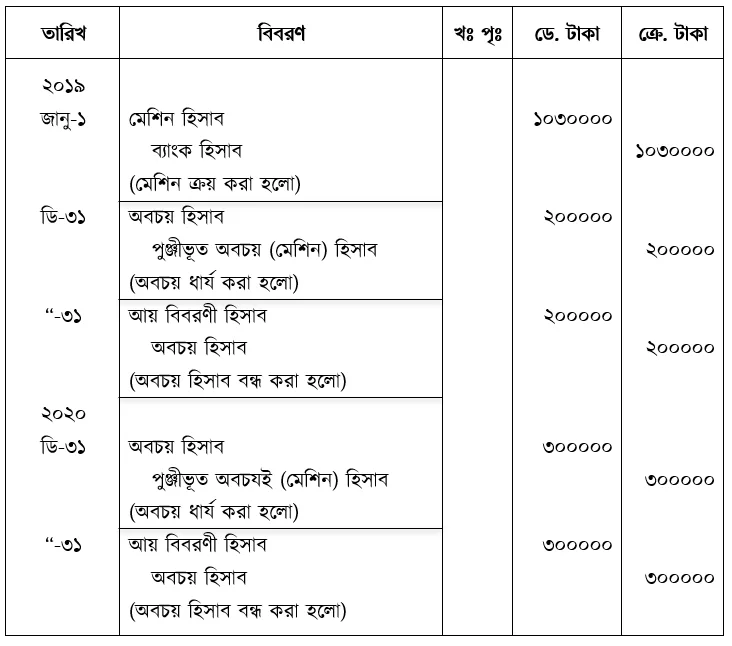 তারিখ বিবরণ খঃ পৃঃ ডে. টাকা ক্রে. টাকা
২০১৯
জানু-১ মেশিন হিসাব ১০৩০০০০
ব্যাংক হিসাব ১০৩০০০০
(মেশিন ক্রয় করা হলো)
ডি-৩১ অবচয় হিসাব ২০০০০০
পুঞ্জীভূত অবচয় (মেশিন) হিসাব ২০০০০০
(অবচয় ধার্য করা হলো)
“-৩১ আয় বিবরণী হিসাব ২০০০০০
অবচয় হিসাব ২০০০০০
(অবচয় হিসাব বন্ধ করা হলো)
২০২০
ডি-৩১ অবচয় হিসাব ৩০০০০০
পুঞ্জীভূত অবচযই (মেশিন) হিসাব ৩০০০০০
(অবচয় ধার্য করা হলো)
“-৩১ আয় বিবরণী হিসাব ৩০০০০০
অবচয় হিসাব ৩০০০০০
(অবচয় হিসাব বন্ধ করা হলো)